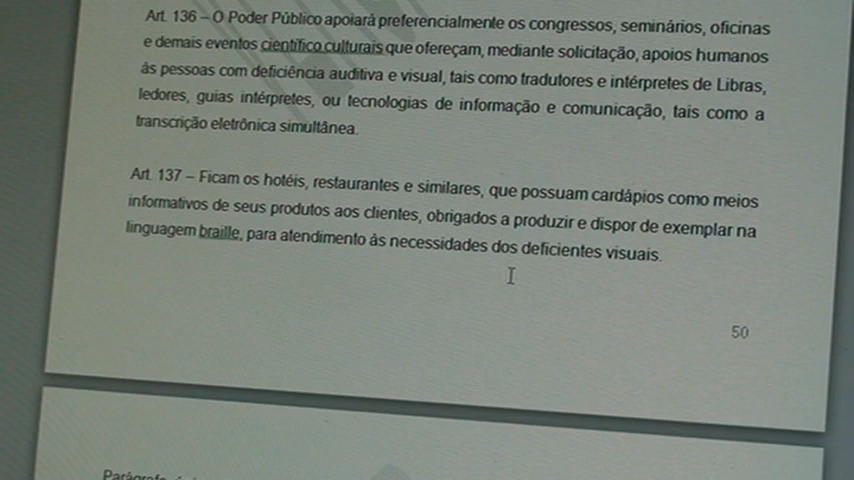 Art. 136 – O Poder Público apoiará preferencialmente os congressos, seminários, oficinas
e demais eventos científico culturais que ofereçam, mediante solicitação, apoios humanos
às pessoas com deficiência auditiva e visual, tais como tradutores e intérpretes de Libras,
ledores, guias intérpretes, ou tecnologias de informação e comunicação, tais como a
transcrição eletrônica simultânea.
Art. 137 – Ficam os hotéis, restaurantes e similares, que possuam cardápios como meios
informativos de seus produtos aos clientes, obrigados a produzir e dispor de exemplar na
linguagem braille, para atendimento às necessidades dos deficientes visuais.
50